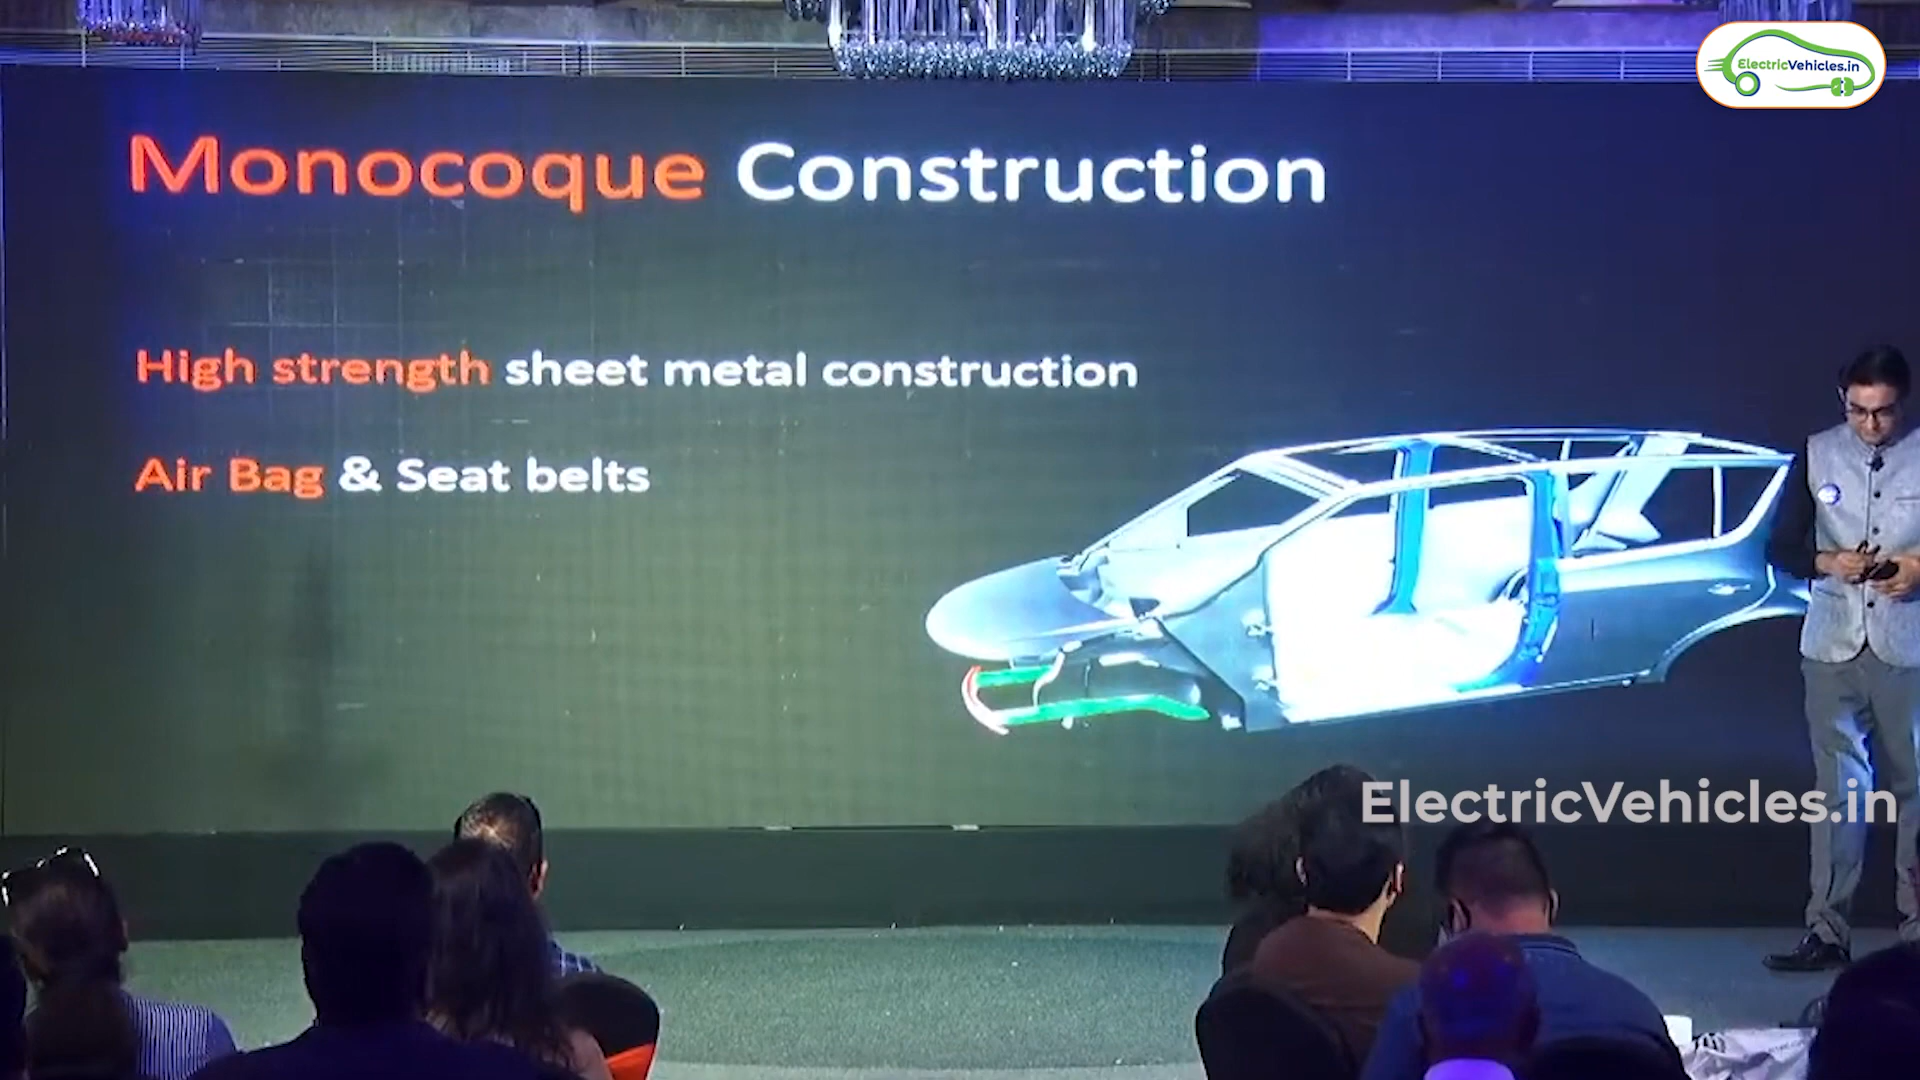 ElectricVehicles.in
Monocoque Construction
High strength sheet metal construction
Air Bag & Seat belts
ElectricVehicles.in